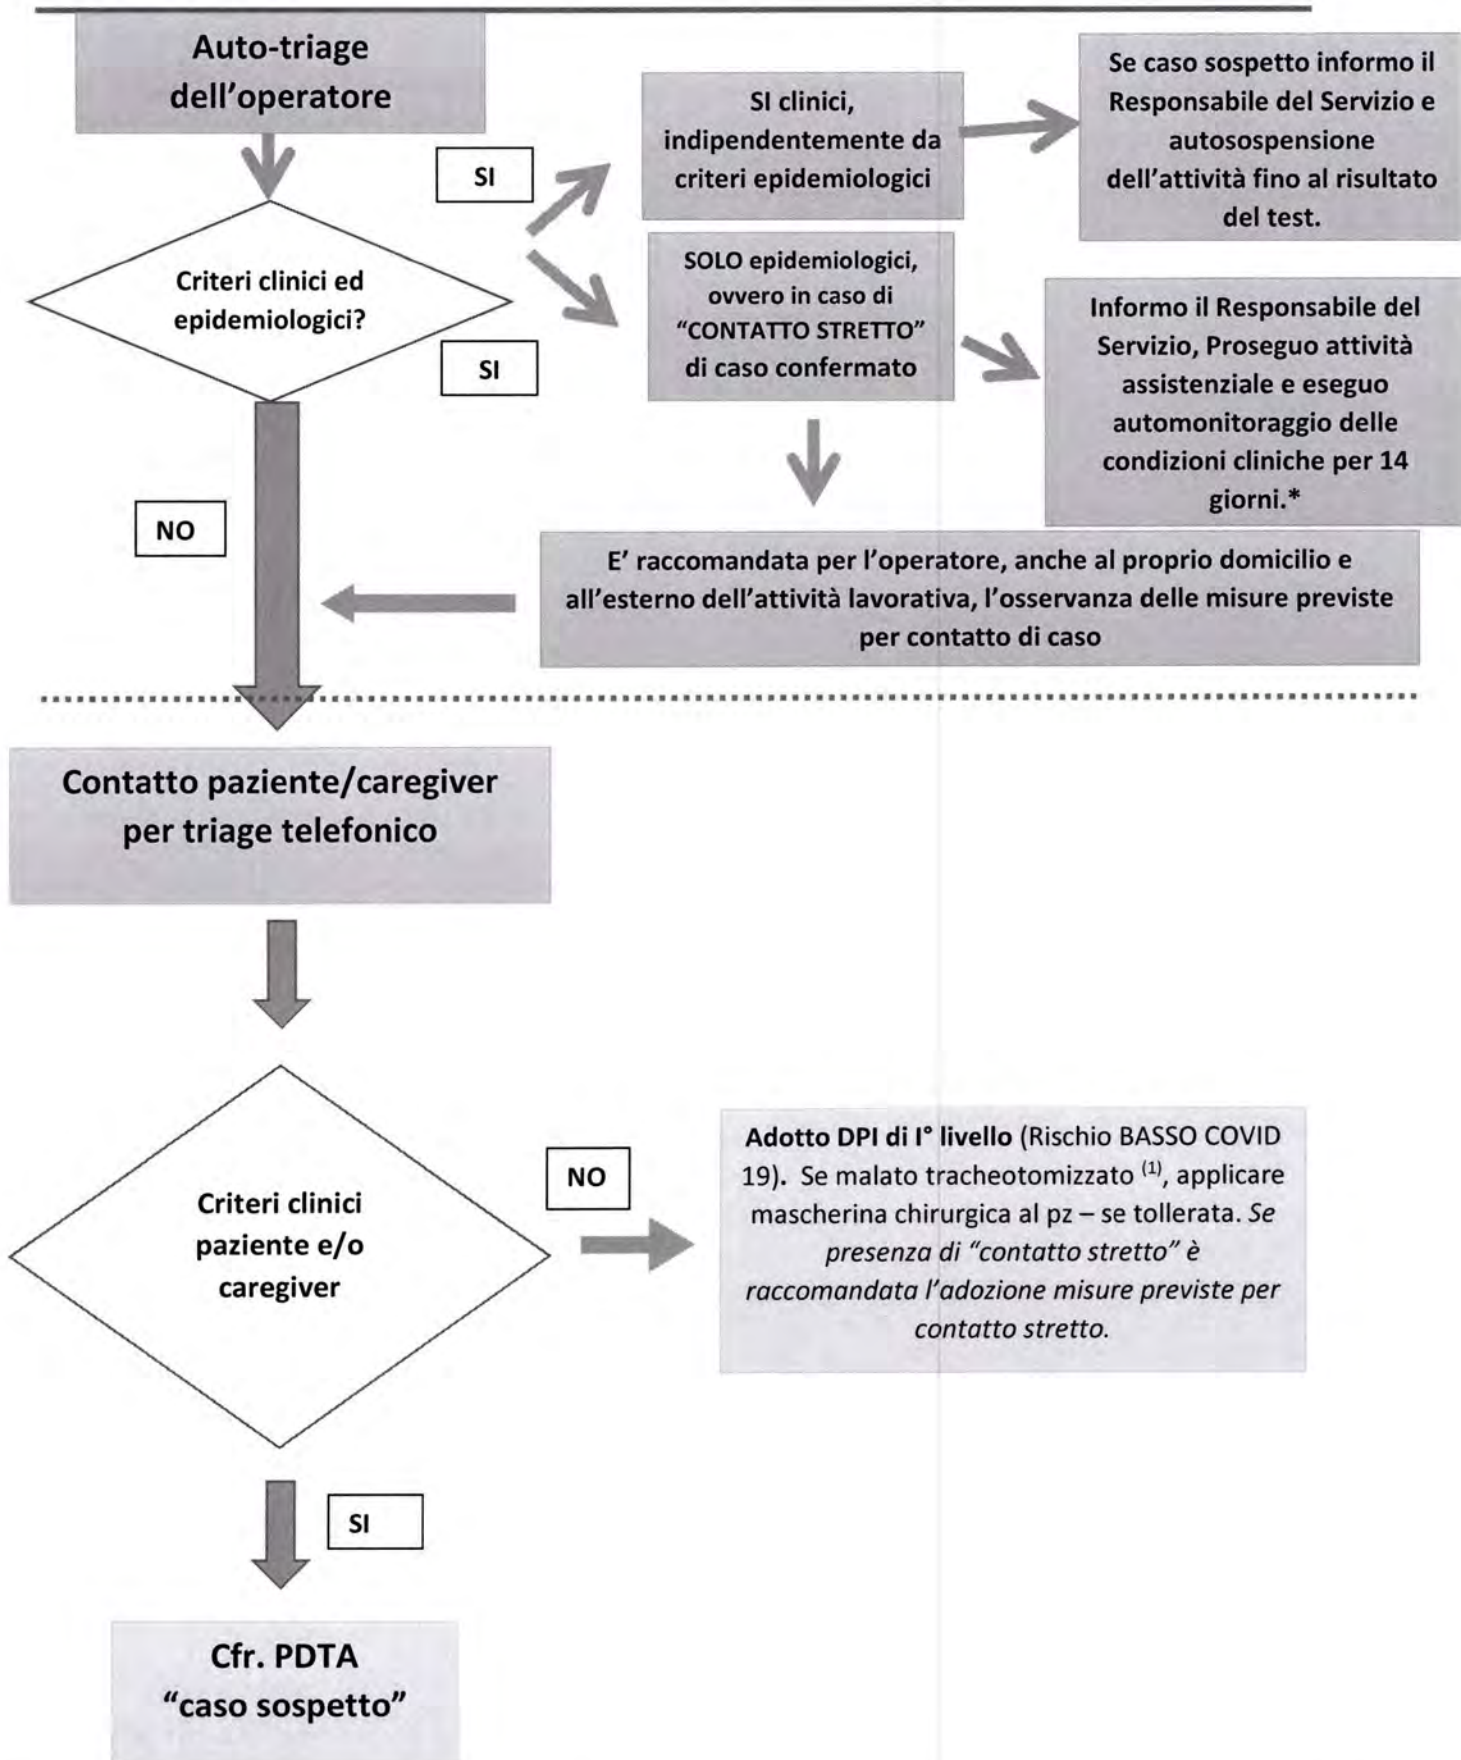 Auto-triage
dell'operatore
SI
SI clinici,
indipendentemente da
criteri epidemiologici
Se caso sospetto informo il
Responsabile del Servizio e
autosospensione
dell'attività fino al risultato
del test.
Criteri clinici ed
epidemiologici?
SI
SOLO epidemiologici,
ovvero in caso di
"CONTATTO STRETTO"
di caso confermato
Informo il Responsabile del
Servizio, Proseguo attività
assistenziale e eseguo
automonitoraggio delle
condizioni cliniche per 14
giorni.*
NO
E' raccomandata per l'operatore, anche al proprio domicilio e
all'esterno dell'attività lavorativa, l'osservanza delle misure previste
per contatto di caso
Contatto paziente/caregiver
per triage telefonico
Criteri clinici
paziente e/o
caregiver
NO
Adotto DPI di I° livello (Rischio BASSO COVID
19). Se malato tracheotomizzato (1), applicare
mascherina chirurgica al pz – se tollerata. Se
presenza di "contatto stretto" è
raccomandata l'adozione misure previste per
contatto stretto.
SI
Cfr. PDTA
"caso sospetto"